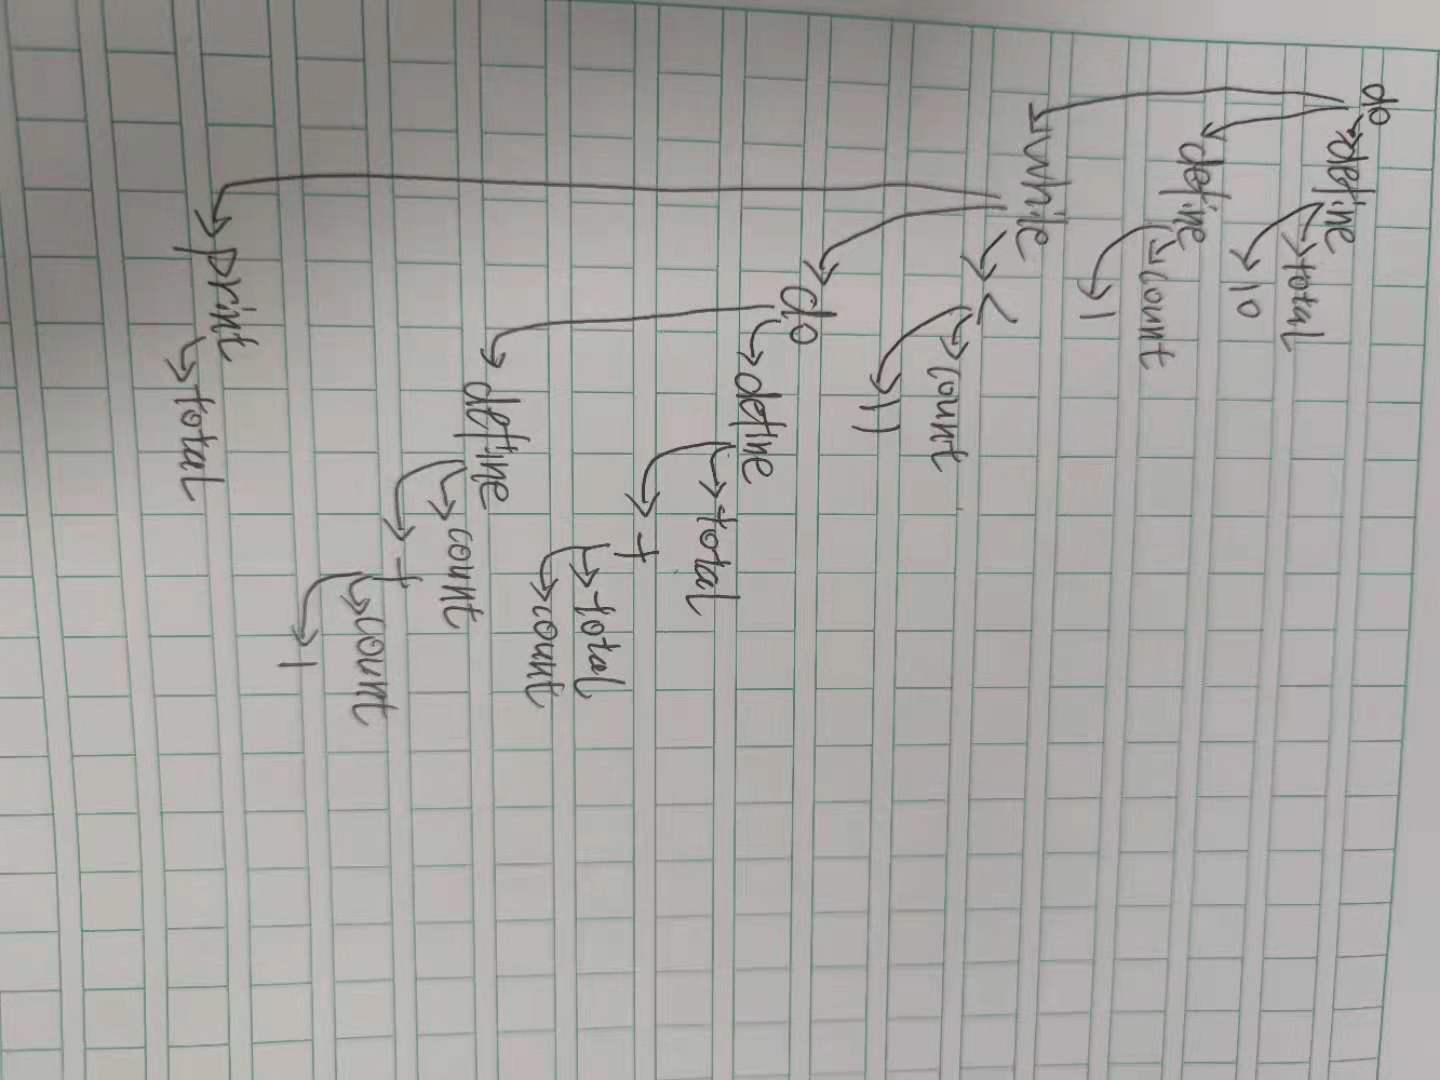 do
define
total
10
define
count
1
while
<
count
11
do
define
total
+
total
count
define
count
+
count
1
print
total